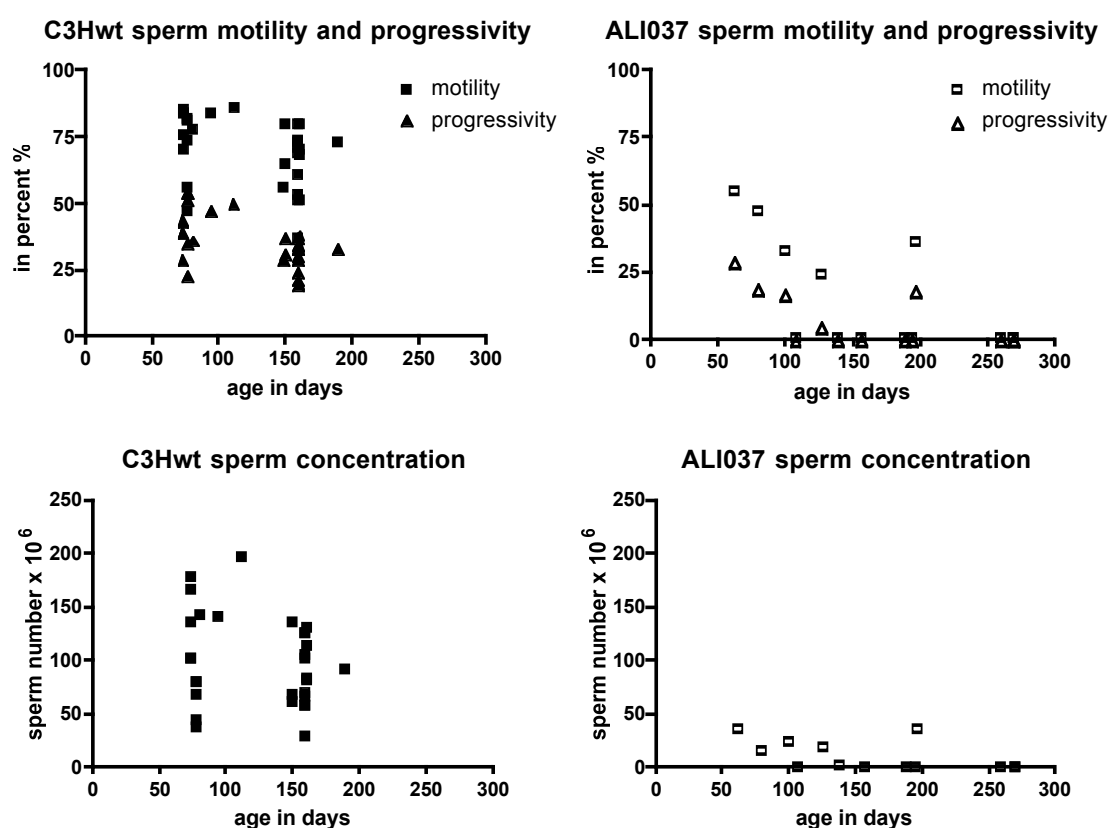 C3Hwt sperm motility and progressivity
in percent %
100
75
50
25
0
0 50 100 150 200 250 300
age in days
motility
progressivity
ALI037 sperm motility and progressivity
in percent %
100
75
50
25
0
0 50 100 150 200 250 300
age in days
motility
progressivity
C3Hwt sperm concentration
sperm number x 10^6
250
200
150
100
50
0
0 50 100 150 200 250 300
age in days
ALI037 sperm concentration
sperm number x 10^6
250
200
150
100
50
0
0 50 100 150 200 250 300
age in days